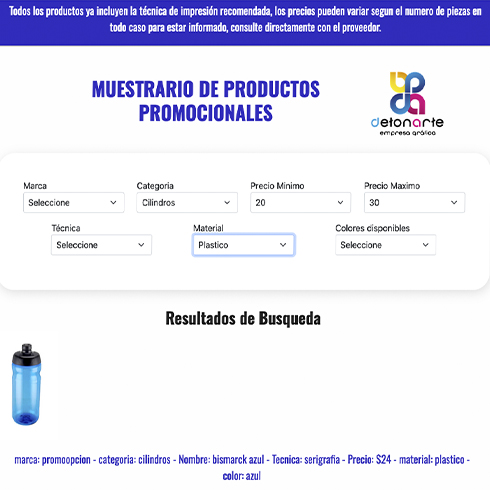 Todos los productos ya incluyen la técnica de impresión recomendada, los precios pueden variar segun el numero de piezas en
todo caso para estar informado, consulte directamente con el proveedor.
MUESTRARIO DE PRODUCTOS
PROMOCIONALES
detonarte
empresa gráfica
Marca
Categoria
Precio Minimo
Precio Maximo
Seleccione
Cilindros
20
30
Técnica
Material
Colores disponibles
Seleccione
Plastico
Seleccione
Resultados de Busqueda
marca: promoopcion - categoria: cilindros - Nombre: bismarck azul - Tecnica: serigrafia - Precio: $24 - material: plastico -
color: azul